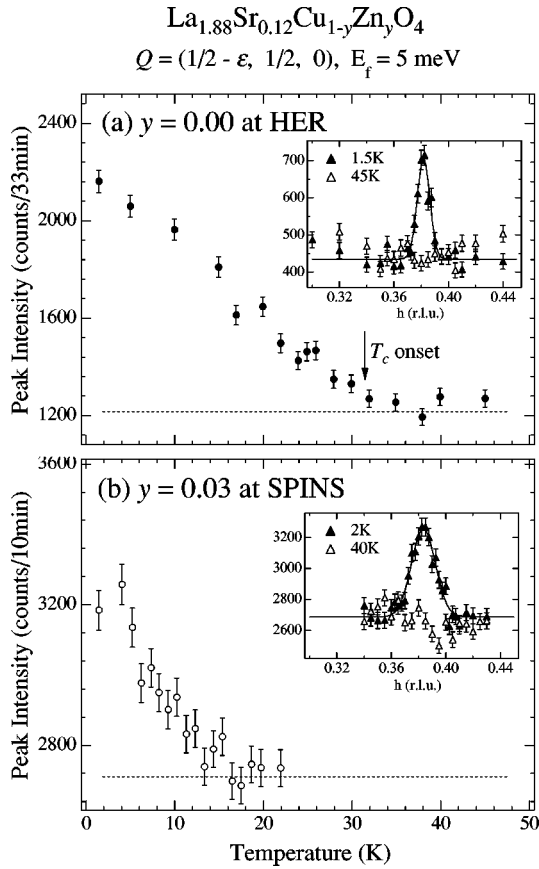 La1.88Sr0.12Cu1-yZnyO4
Q = (1/2 - ε, 1/2, 0), Ef = 5 meV
(a) y = 0.00 at HER
Peak Intensity (counts/33min)
2400
2000
1600
1200
1.5K
45K
700
600
500
400
0.32 0.36 0.40 0.44
h (r.l.u.)
Tc onset
(b) y = 0.03 at SPINS
Peak Intensity (counts/10min)
3600
3200
2800
2K
40K
3200
3000
2800
2600
0.32 0.36 0.40 0.44
h (r.l.u.)
0 10 20 30 40 50
Temperature (K)